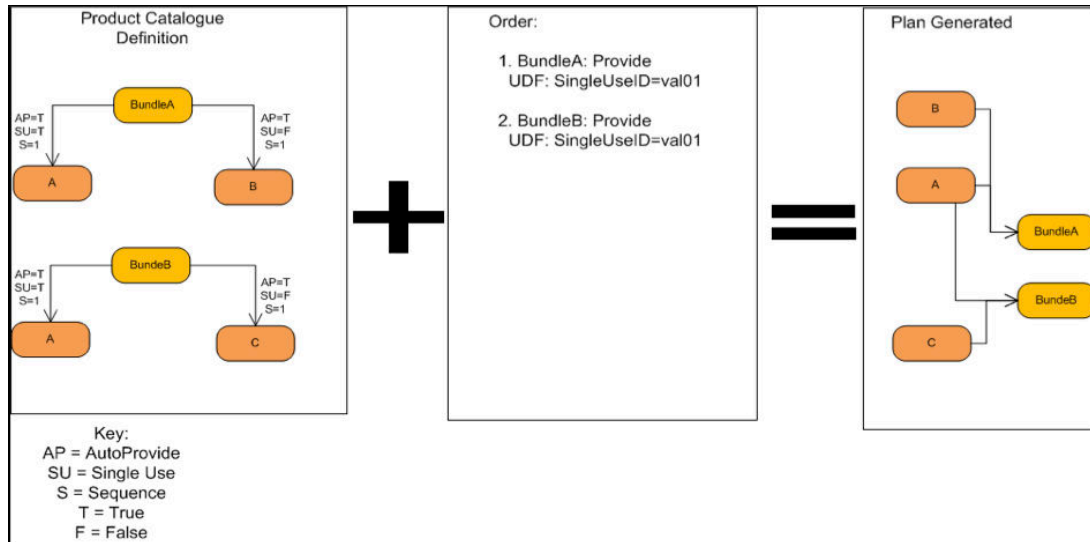 Product Catalogue
Definition
BundleA
AP=T
SU=T
S=1
AP=T
SU=F
S=1
A
B
BundeB
AP=T
SU=T
S=1
AP=T
SU=F
S=1
A
C
Key:
AP = AutoProvide
SU = Single Use
S = Sequence
T = True
F = False
Order:
1. BundleA: Provide
UDF: SingleUseID=val01
2. BundleB: Provide
UDF: SingleUseID=val01
Plan Generated
B
A
BundleA
BundeB
C